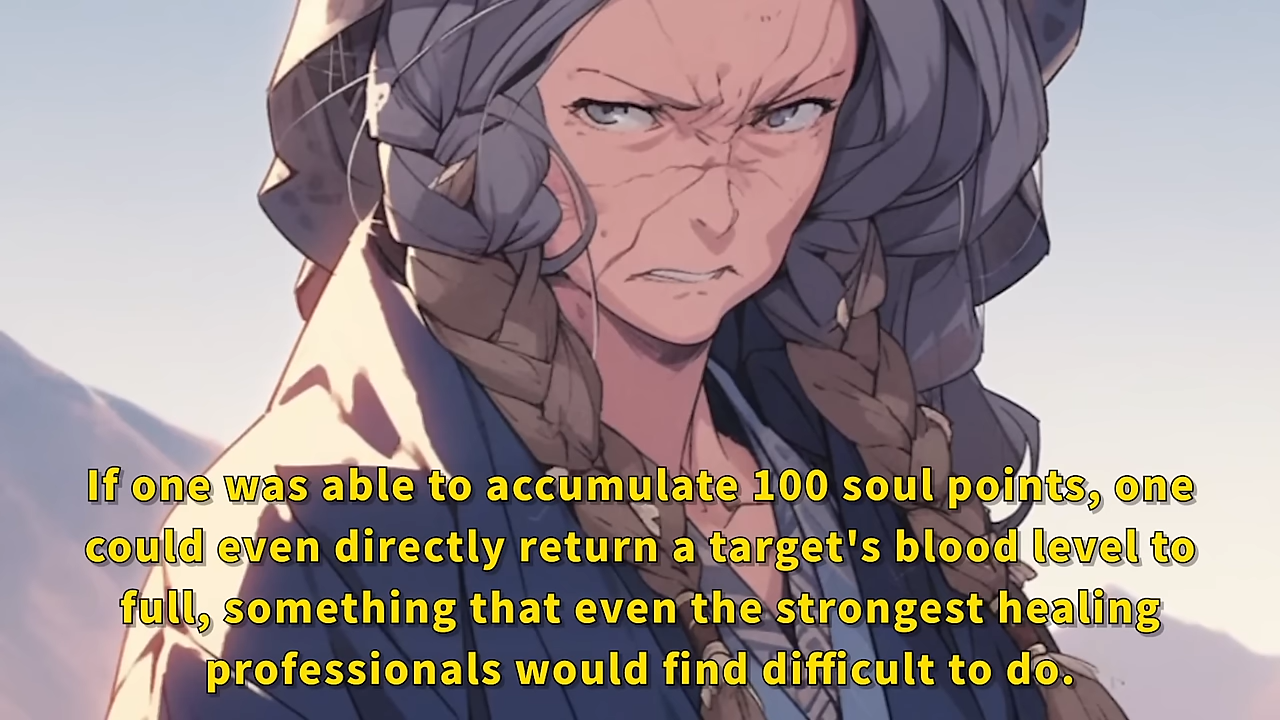 If one was able to accumulate 100 soul points, one
could even directly return a target's blood level to
full, something that even the strongest healing
professionals would find difficult to do.